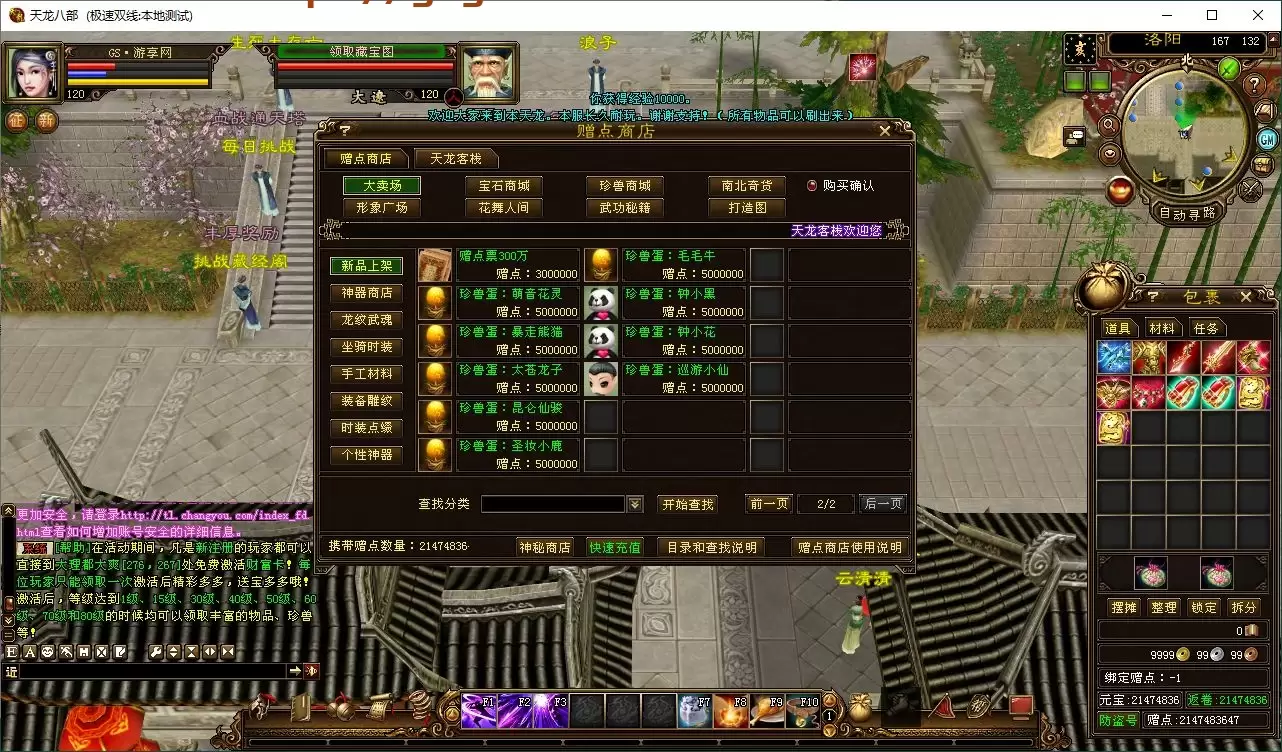 天龙八部 (极速双线:本地测试)
GS·游享网
120
领取藏宝图
大遼
120
征 新
每日挑战
丰厚奖励
挑战藏经阁
浪子
你获得经验10000。
欢迎大家来到本天龙。本服长久耐玩。谢谢支持!(所有物品可以刷出来。)
洛阳 167 132
北
GM
自动寻路
? 赠点商店
赠点商店 天龙客栈
大卖场 宝石商城 珍兽商城 南北奇货 购买确认
形象广场 花舞人间 武功秘籍 打造图
天龙客栈欢迎您
新品上架
神器商店
龙纹武魂
坐骑时装
手工材料
装备雕纹
时装点缀
个性神器
赠点票300万
赠点:3000000
珍兽蛋:毛毛牛
赠点:5000000
珍兽蛋:萌音花灵
赠点:5000000
珍兽蛋:钟小黑
赠点:5000000
珍兽蛋:暴走熊猫
赠点:5000000
珍兽蛋:钟小花
赠点:5000000
珍兽蛋:太苍龙子
赠点:5000000
珍兽蛋:巡游小仙
赠点:5000000
珍兽蛋:昆仑仙骏
赠点:5000000
珍兽蛋:圣妆小鹿
赠点:5000000
查找分类 开始查找 前一页 2/2 后一页
携带赠点数量:21474836 神秘商店 快速充值 目录和查找说明 赠点商店使用说明
? 包裹
道具 材料 任务
摆摊 整理 锁定 拆分
0
9999 99 99
绑定赠点:-1
元宝:21474836 返卷:21474836
防盗号 赠点:2147483647
更加安全,请登录http://tl.changyou.com/index_fd.
html查看如何增加账号安全的详细信息。
[帮助]在活动期间,凡是新注册的玩家都可以
直接到大理都大爽[276,267]处免费激活财富卡!每
位玩家只能领取一次激活后精彩多多,送宝多多哦!
激活后,等级达到1级、15级、30级、40级、50级、60
级、70级和80级的时候均可以领取丰富的物品、珍兽
等!
近
云清清
F1 F2 F3 F7 F8 F9 F10
1